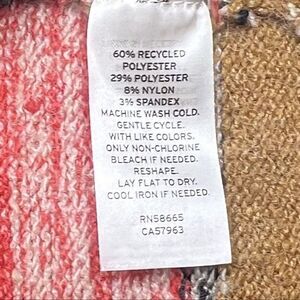 60% RECYCLED
POLYESTER
29% POLYESTER
8% NYLON
3% SPANDEX
MACHINE WASH COLD.
GENTLE CYCLE.
WITH LIKE COLORS.
ONLY NON-CHLORINE
BLEACH IF NEEDED.
RESHAPE.
LAY FLAT TO DRY.
COOL IRON IF NEEDED.
RN58665
CA57963